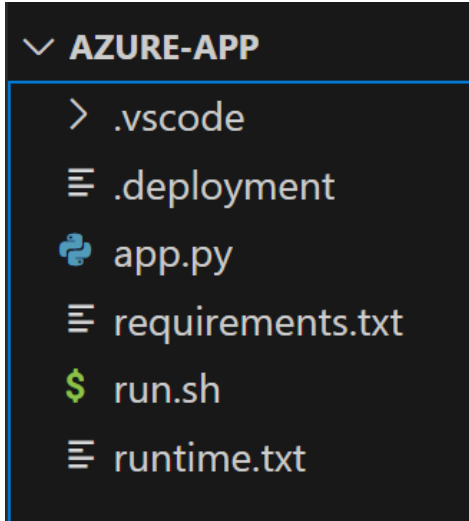 AZURE-APP
.vscode
.deployment
app.py
requirements.txt
$ run.sh
runtime.txt